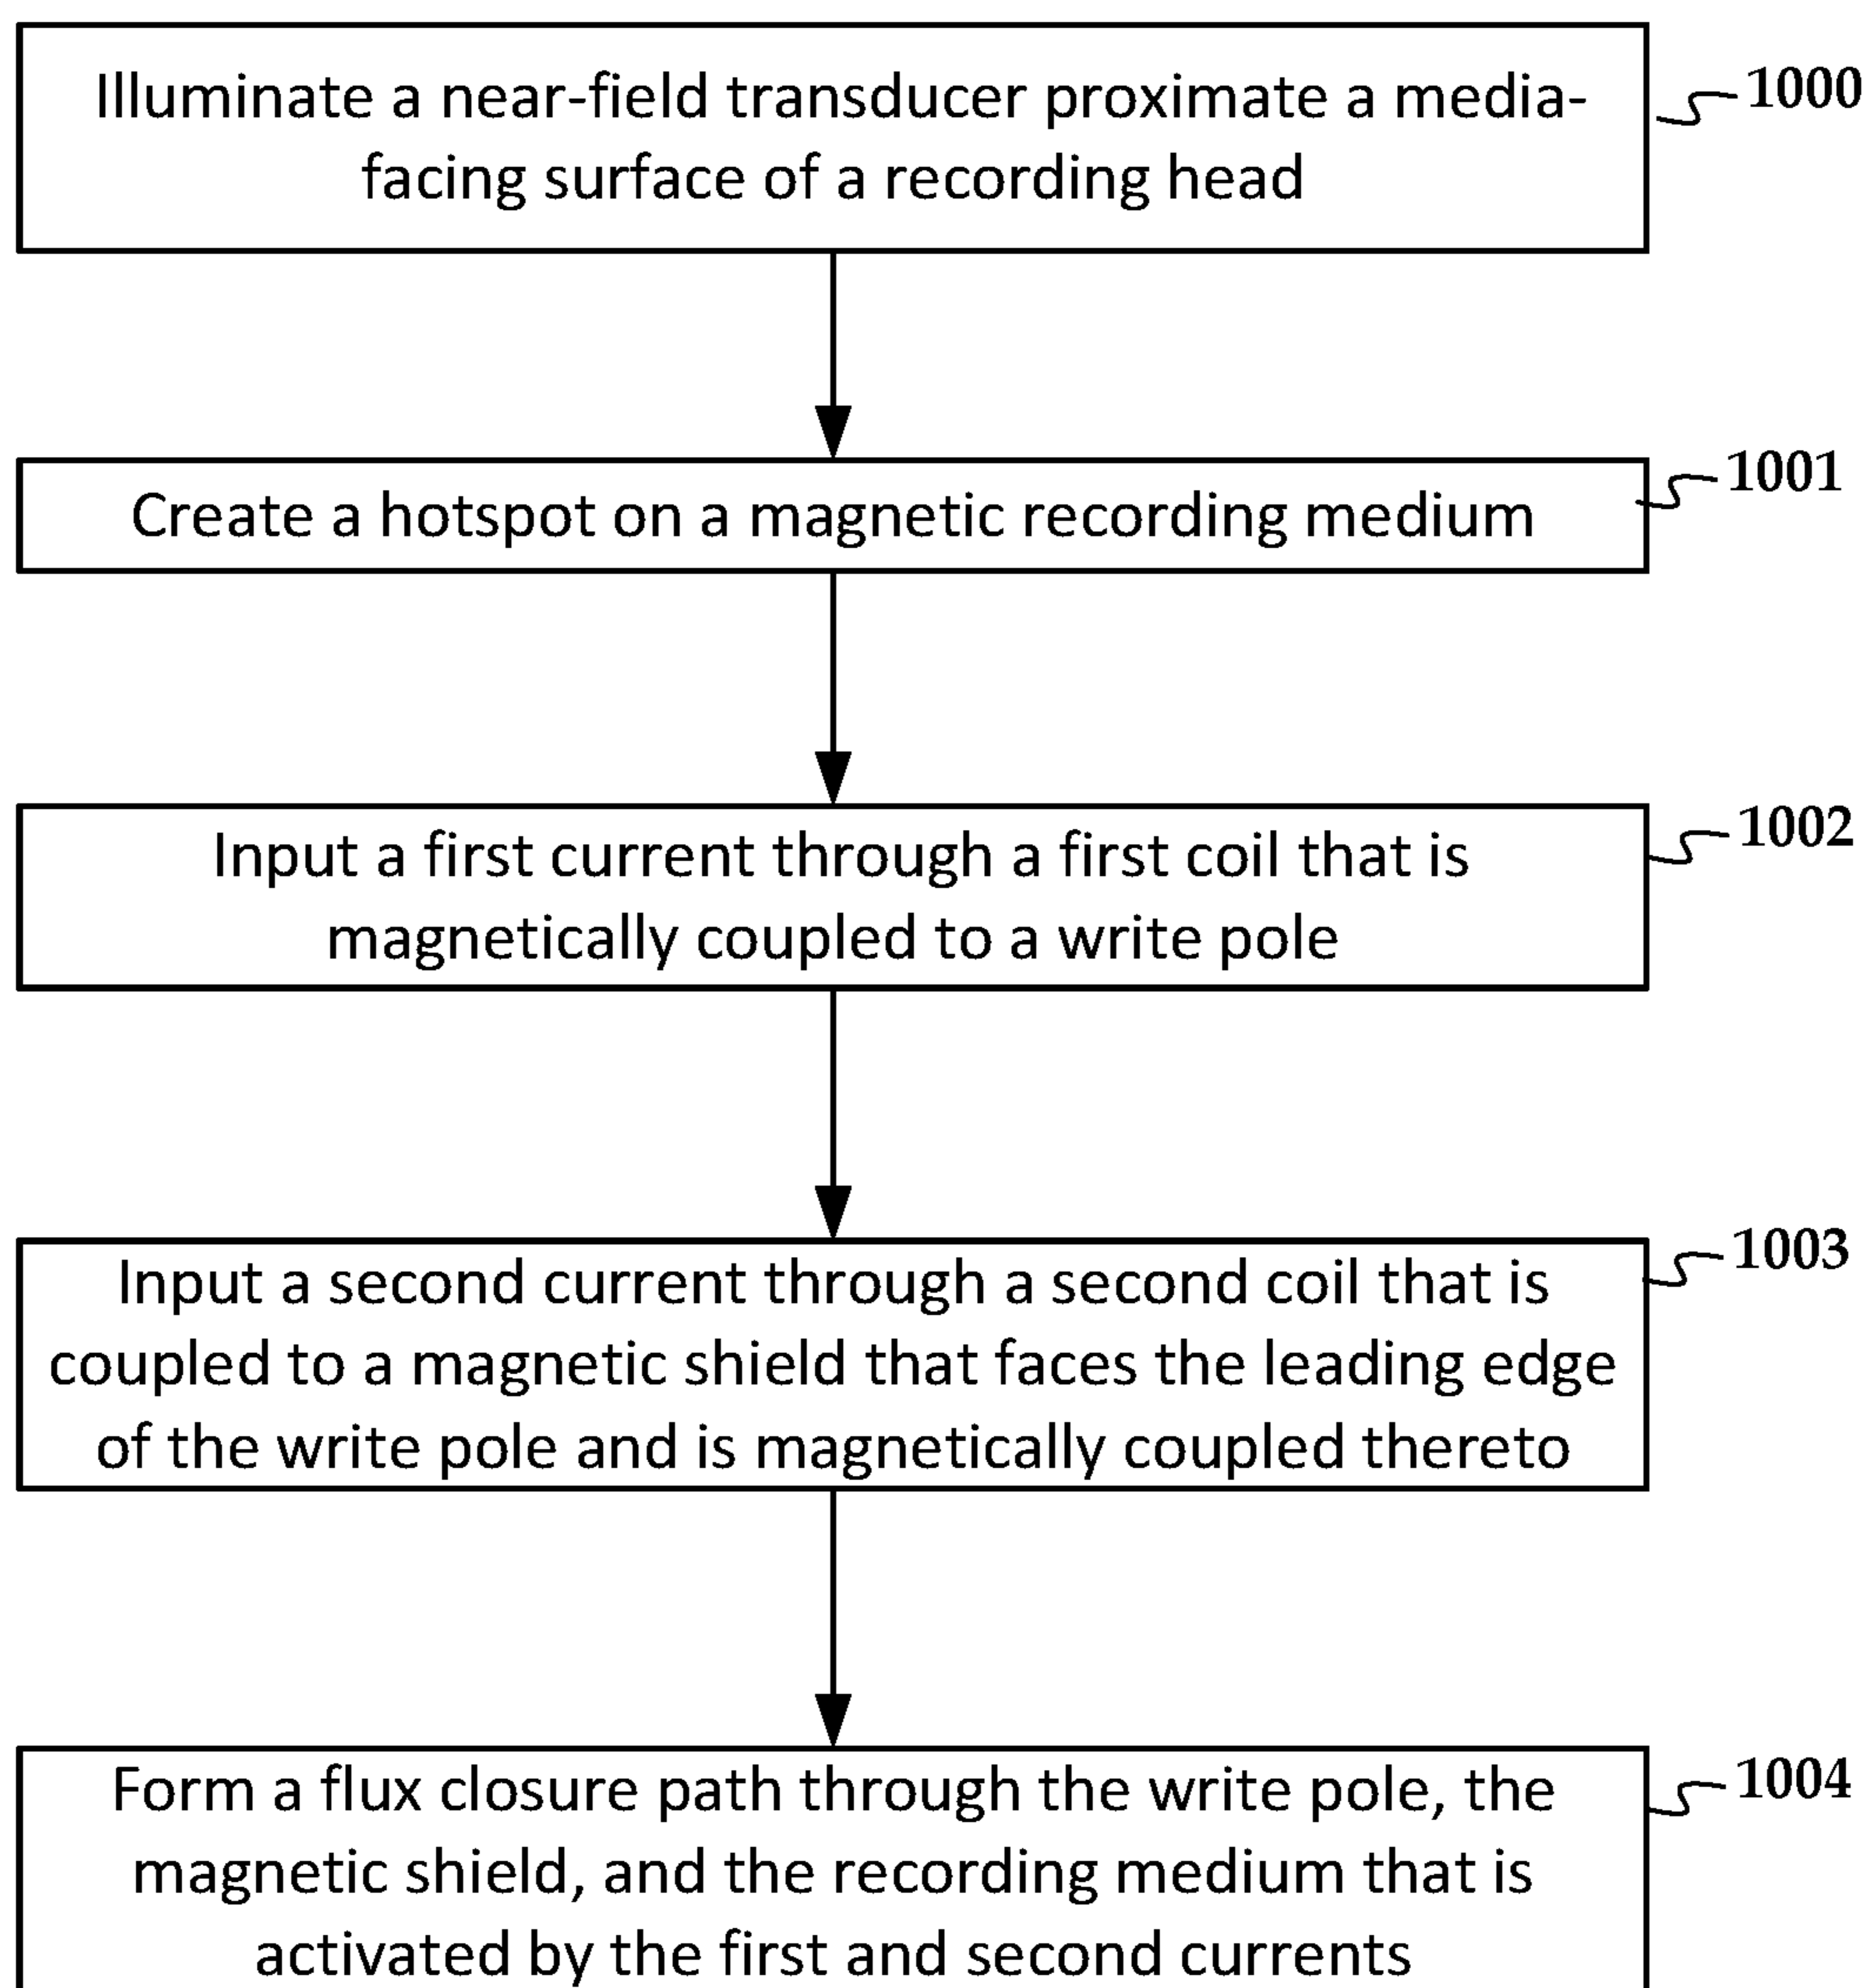 Illuminate a near-field transducer proximate a media-
facing surface of a recording head
1000
Create a hotspot on a magnetic recording medium
1001
Input a first current through a first coil that is
magnetically coupled to a write pole
1002
Input a second current through a second coil that is
coupled to a magnetic shield that faces the leading edge
of the write pole and is magnetically coupled thereto
1003
Form a flux closure path through the write pole, the
magnetic shield, and the recording medium that is
activated by the first and second currents
1004